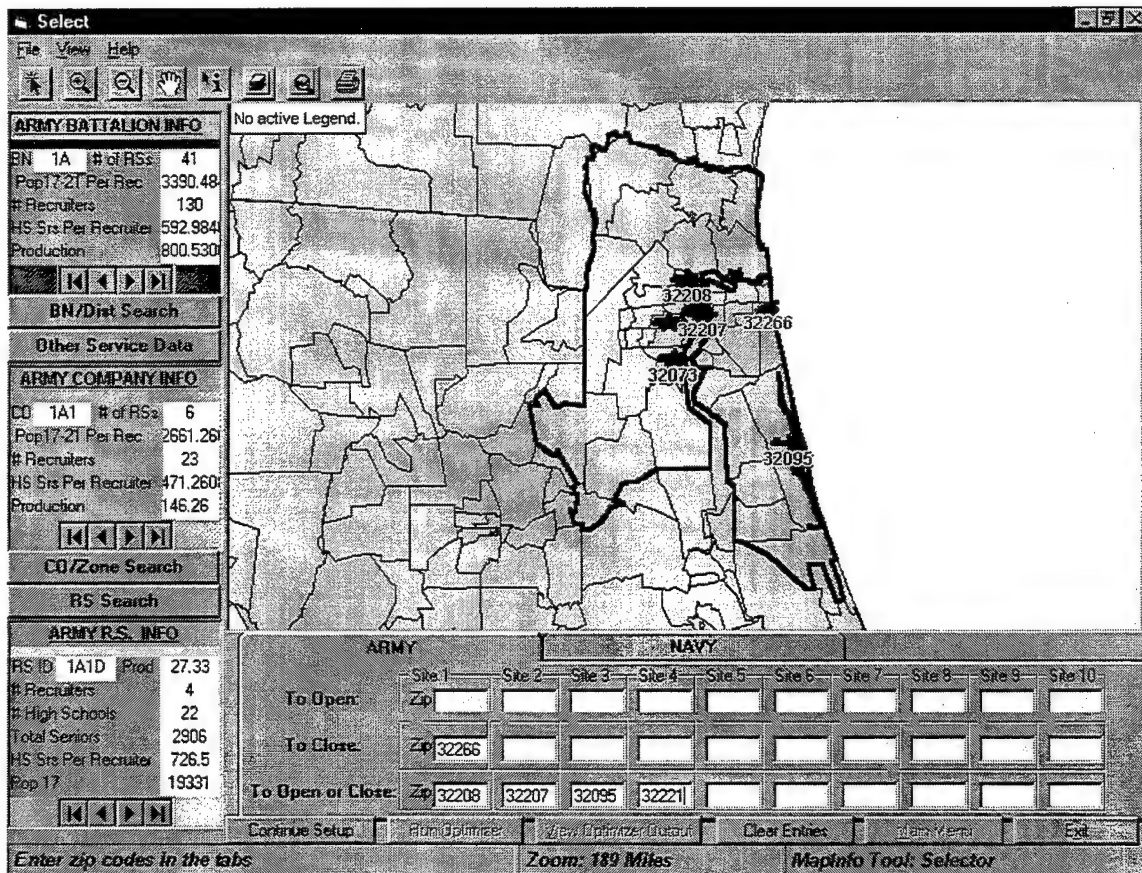 Select
File View Help
No active Legend.
ARMY BATTALION INFO
BN 1A # of RSs 41
Pop17-21 Per Rec 3390.484
# Recruiters 130
HS Srs Per Recruiter 592.984
Production 800.530
BN/Dist Search
Other Service Data
ARMY COMPANY INFO
CO 1A1 # of RSs 6
Pop17-21 Per Rec 2661.26
# Recruiters 23
HS Srs Per Recruiter 471.260
Production 146.26
CO/Zone Search
RS Search
ARMY R.S. INFO
RS ID 1A1D Prod 27.33
# Recruiters 4
# High Schools 22
Total Seniors 2906
HS Srs Per Recruiter 726.5
Pop 17 19331
32208
32207 32266
32073
32095
ARMY NAVY
Site 1 Site 2 Site 3 Site 4 Site 5 Site 6 Site 7 Site 8 Site 9 Site 10
To Open: Zip
To Close: Zip 32266
To Open or Close: Zip 32208 32207 32095 32221
Continue Setup Run Optimizer View Optimizer Output Clear Entries Main Menu Exit
Enter zip codes in the tabs Zoom: 189 Miles MapInfo Tool: Selector